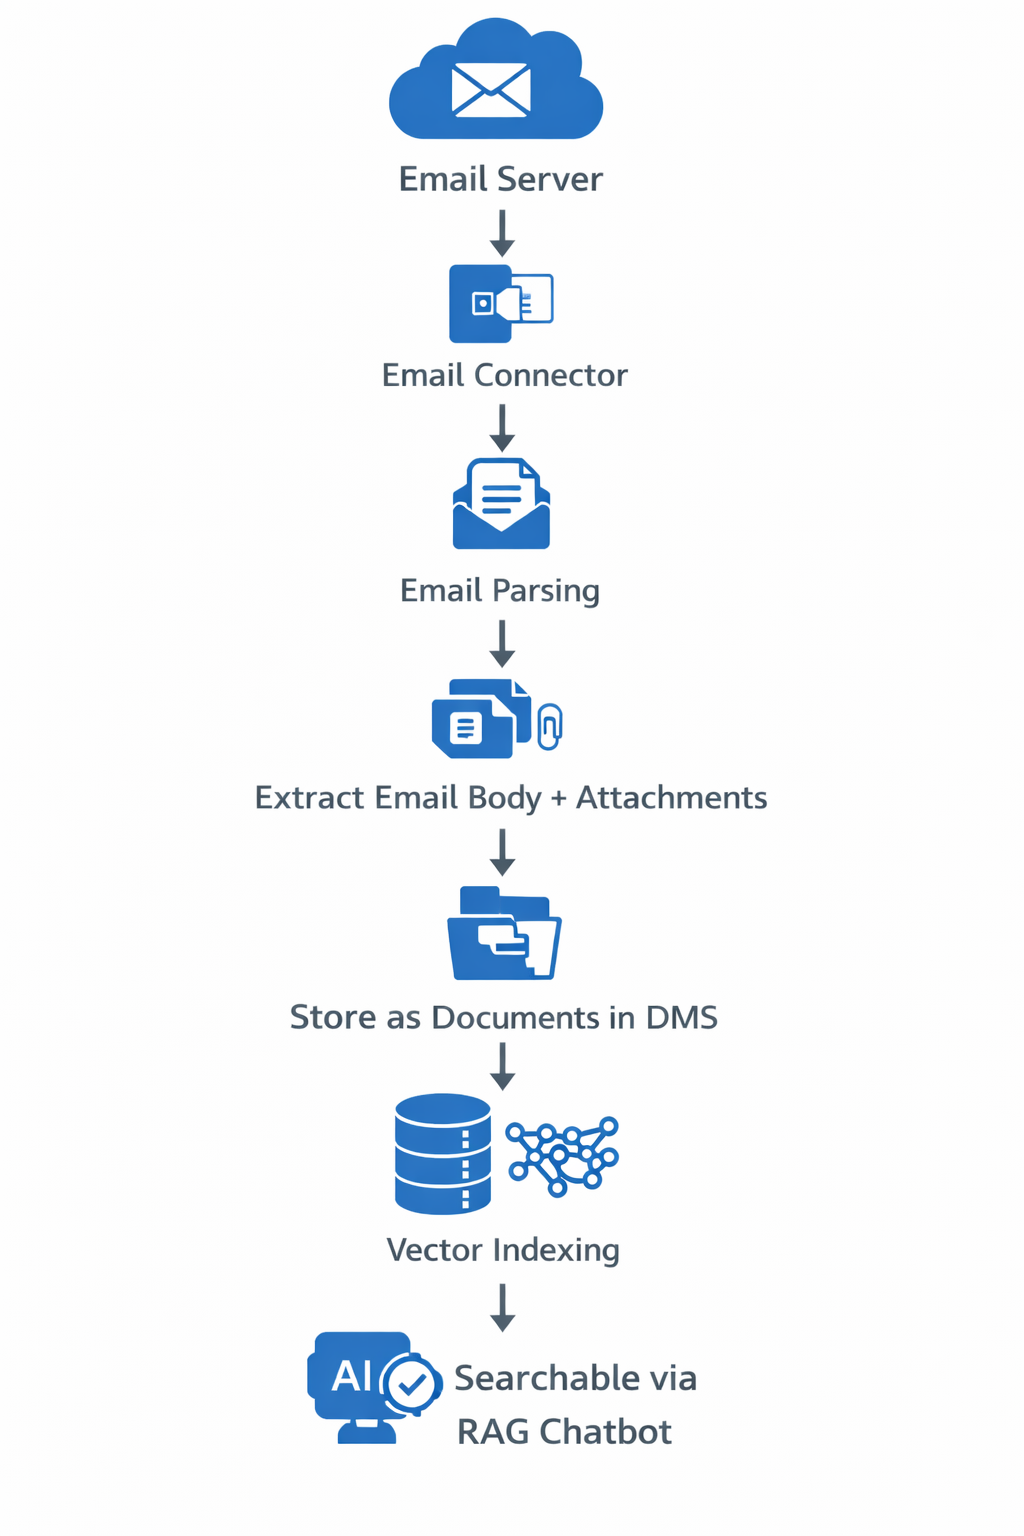 Email Server
Email Connector
Email Parsing
Extract Email Body + Attachments
Store as Documents in DMS
Vector Indexing
AI
Searchable via
RAG Chatbot